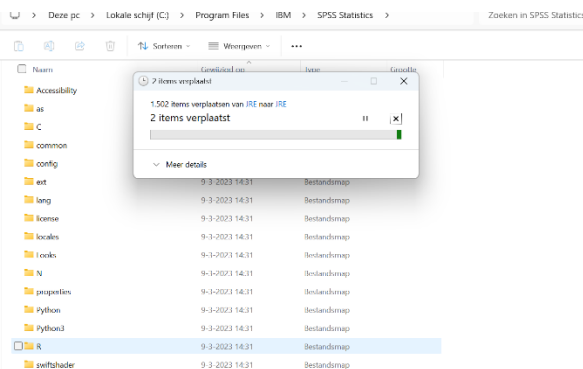 Deze pc > Lokale schijf (C:) > Program Files > IBM > SPSS Statistics > Zoeken in SPSS Statistics
Sorteren Weergeven ...
Naam Gewijzigd op Type Grootte
2 items verplaatst
1.502 items verplaatsen van JRE naar JRE
2 items verplaatst
Meer details
Accessibility
as
C
common
config
ext 9-3-2023 14:31 Bestandsmap
lang 9-3-2023 14:31 Bestandsmap
license 9-3-2023 14:31 Bestandsmap
locales 9-3-2023 14:31 Bestandsmap
Looks 9-3-2023 14:31 Bestandsmap
N 9-3-2023 14:31 Bestandsmap
properties 9-3-2023 14:31 Bestandsmap
Python 9-3-2023 14:31 Bestandsmap
Python3 9-3-2023 14:31 Bestandsmap
R 9-3-2023 14:31 Bestandsmap
swiftshader 9-3-2023 14:31 Bestandsmap